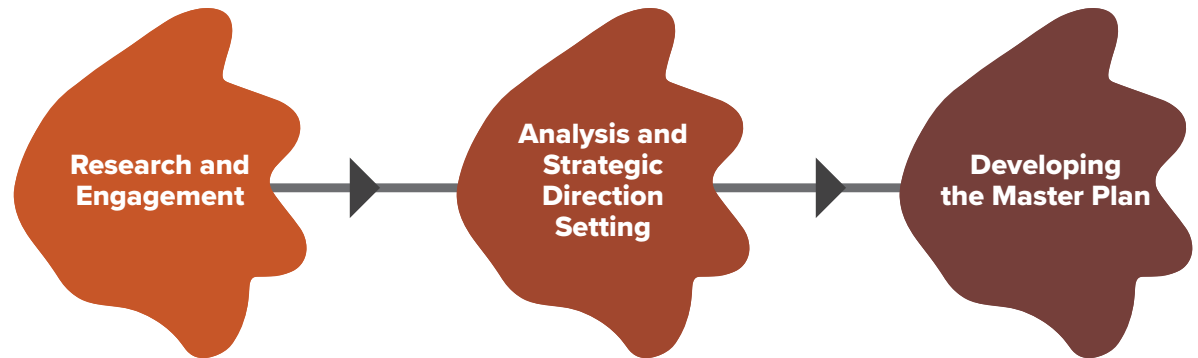 Research and
Engagement
Analysis and
Strategic
Direction
Setting
Developing
the Master Plan